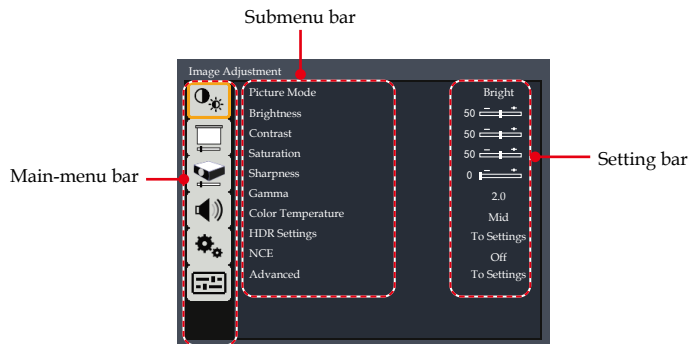 Submenu bar
Image Adjustment
Picture Mode Bright
Brightness 50 - +
Contrast 50 - +
Saturation 50 - +
Sharpness 0 - +
Gamma 2.0
Color Temperature Mid
HDR Settings To Settings
NCE Off
Advanced To Settings
Main-menu bar
Setting bar